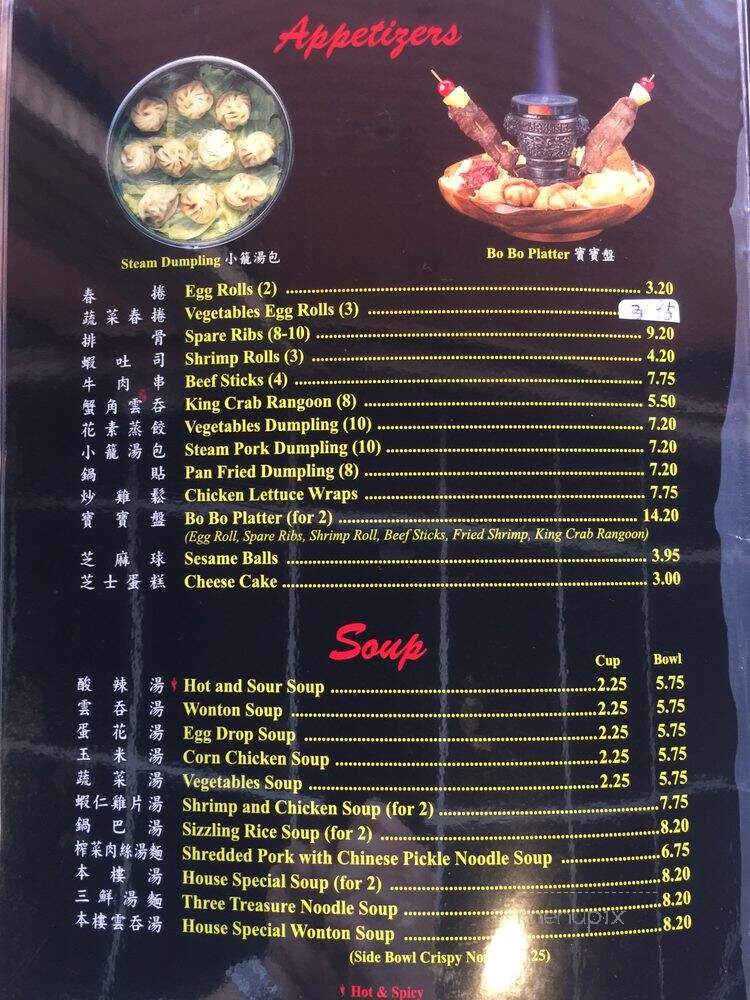 Appetizers
Steam Dumpling 小籠湯包
Bo Bo Platter 寶寶盤
春捲 Egg Rolls (2) 3.20
蔬菜春捲 Vegetables Egg Rolls (3)
排骨 Spare Ribs (8-10) 9.20
蝦吐司 Shrimp Rolls (3) 4.20
牛肉串 Beef Sticks (4) 7.75
蟹角雲吞 King Crab Rangoon (8) 5.50
花素蒸餃 Vegetables Dumpling (10) 7.20
小籠湯包 Steam Pork Dumpling (10) 7.20
鍋貼 Pan Fried Dumpling (8) 7.20
炒雞鬆 Chicken Lettuce Wraps 7.75
寶寶盤 Bo Bo Platter (for 2) 14.20
(Egg Roll, Spare Ribs, Shrimp Roll, Beef Sticks, Fried Shrimp, King Crab Rangoon)
芝麻球 Sesame Balls 3.95
芝士蛋糕 Cheese Cake 3.00
Soup
Cup Bowl
酸辣湯 Hot and Sour Soup 2.25 5.75
雲吞湯 Wonton Soup 2.25 5.75
蛋花湯 Egg Drop Soup 2.25 5.75
玉米湯 Corn Chicken Soup 2.25 5.75
蔬菜湯 Vegetables Soup 2.25 5.75
蝦仁雞片湯 Shrimp and Chicken Soup (for 2) 7.75
鍋巴湯 Sizzling Rice Soup (for 2) 8.20
榨菜肉絲湯麵 Shredded Pork with Chinese Pickle Noodle Soup 6.75
本樓湯 House Special Soup (for 2) 8.20
三鮮湯麵 Three Treasure Noodle Soup 8.20
本樓雲吞湯 House Special Wonton Soup 8.20
(Side Bowl Crispy .25)
Hot & Spicy
menupix